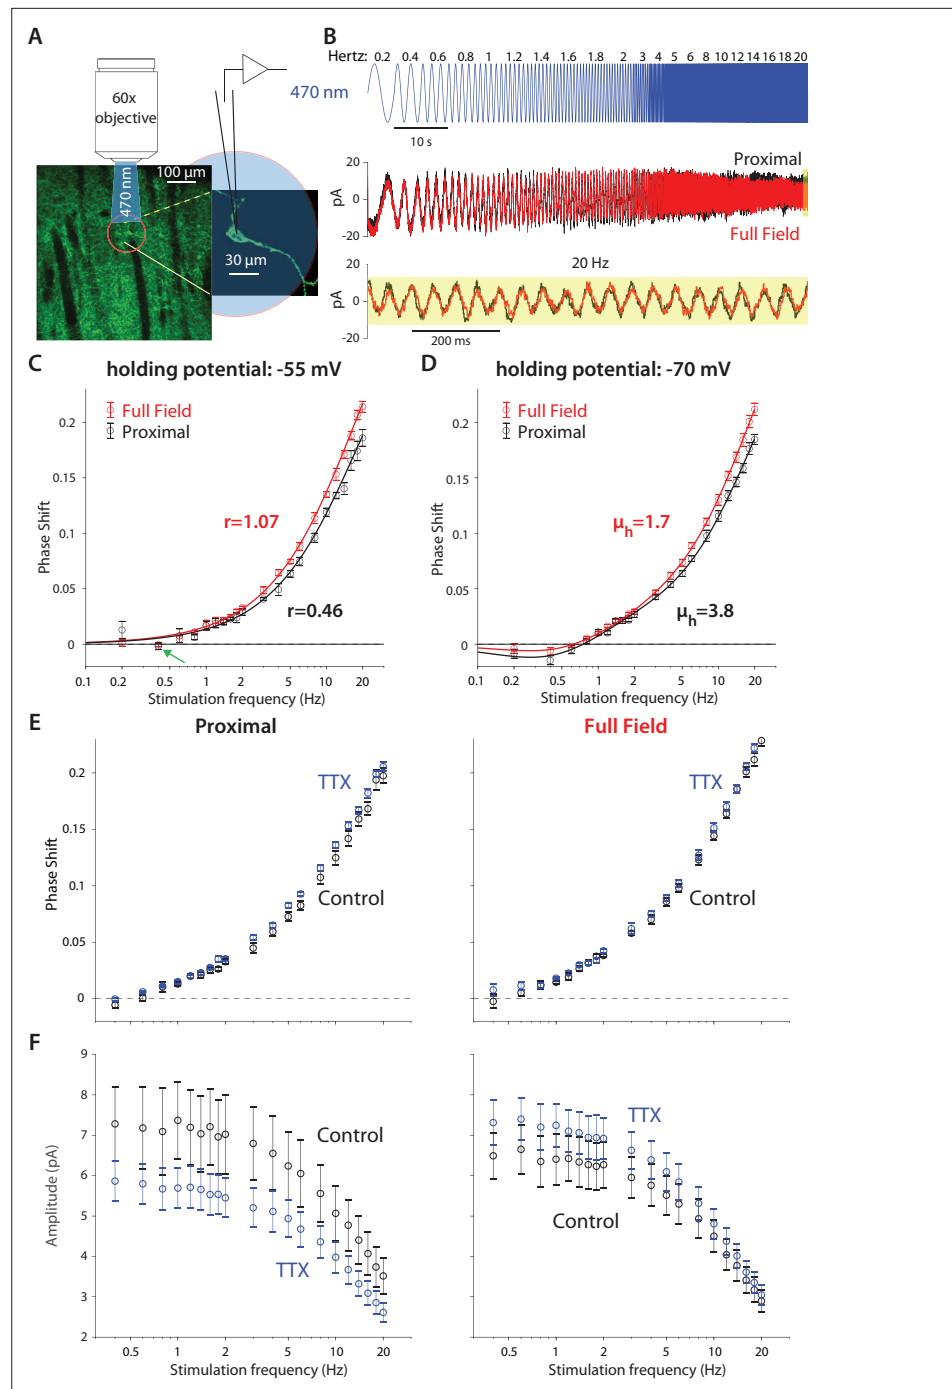 A
60x
objective
470 nm
100 µm
30 µm
B
Hertz: 0.2 0.4 0.6 0.8 1 1.2 1.4 1.6 1.8 2 3 4 5 6 8 10 12 14 16 18 20
470 nm
10 s
20
0
-20
pA
Proximal
Full Field
20 Hz
20
0
-20
pA
200 ms
C
holding potential: -55 mV
Full Field
Proximal
0.2
0.15
0.1
0.05
0
Phase Shift
r=1.07
r=0.46
0.1 0.2 0.5 1 2 5 10 20
Stimulation frequency (Hz)
D
holding potential: -70 mV
Full Field
Proximal
0.2
0.15
0.1
0.05
0
Phase Shift
µh=1.7
µh=3.8
0.1 0.2 0.5 1 2 5 10 20
Stimulation frequency (Hz)
E
Proximal
0.2
0.15
0.1
0.05
0
Phase Shift
TTX
Control
Full Field
TTX
Control
F
9
8
7
6
5
4
3
2
Amplitude (pA)
Control
TTX
0.5 1 2 5 10 20
Stimulation frequency (Hz)
TTX
Control
0.5 1 2 5 10 20
Stimulation frequency (Hz)